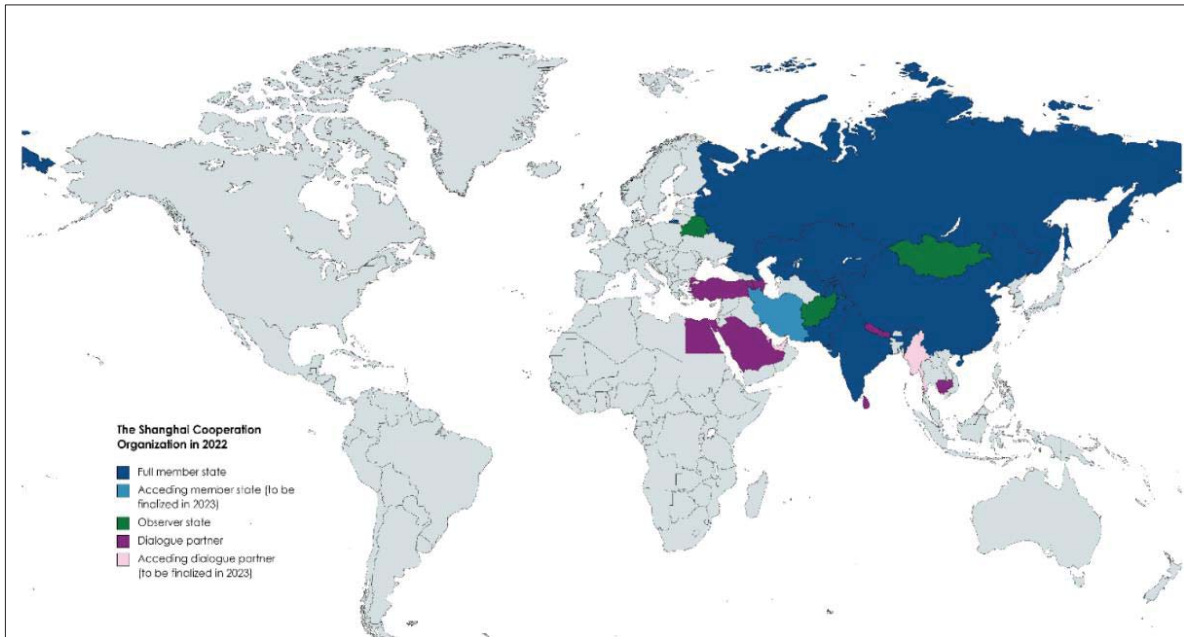 The Shanghai Cooperation
Organization in 2022
Full member state
Acceding member state (to be
finalized in 2023)
Observer state
Dialogue partner
Acceding dialogue partner
(to be finalized in 2023)